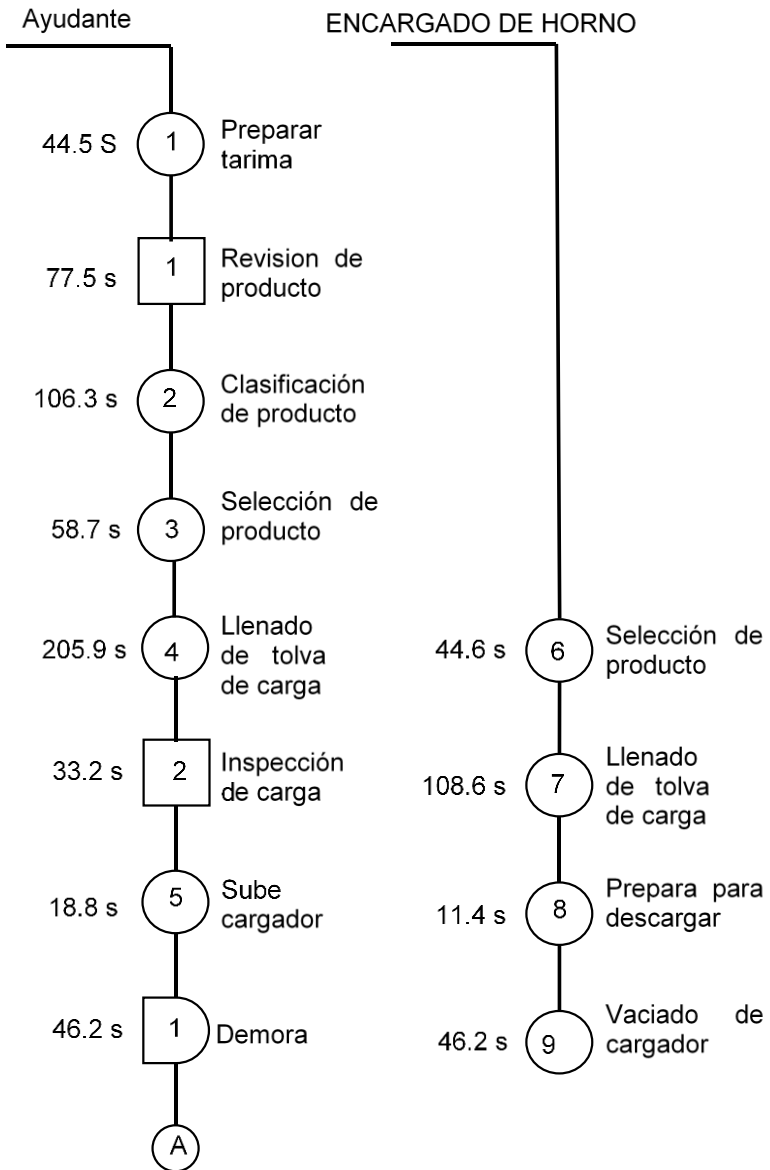 Ayudante
ENCARGADO DE HORNO
44.5 S
1
Preparar
tarima
77.5 s
1
Revision de
producto
106.3 s
2
Clasificación
de producto
58.7 s
3
Selección de
producto
205.9 s
4
Llenado
de tolva
de carga
33.2 s
2
Inspección
de carga
18.8 s
5
Sube
cargador
46.2 s
1
Demora
A
44.6 s
6
Selección de
producto
108.6 s
7
Llenado
de tolva
de carga
11.4 s
8
Prepara para
descargar
46.2 s
9
Vaciado de
cargador